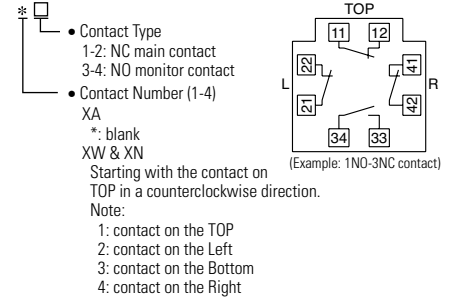 * □
• Contact Type
1-2: NC main contact
3-4: NO monitor contact
• Contact Number (1-4)
XA
*: blank
XW & XN
Starting with the contact on
TOP in a counterclockwise direction.
Note:
1: contact on the TOP
2: contact on the Left
3: contact on the Bottom
4: contact on the Right
TOP
11 12
22 41
L R
21 42
34 33
(Example: 1NO-3NC contact)